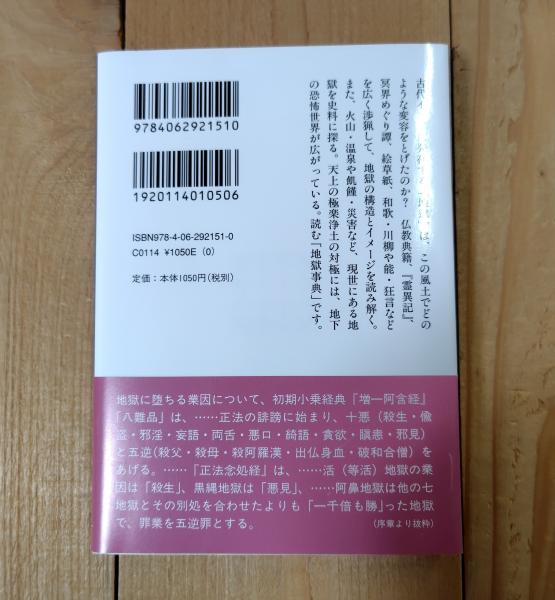 古代イ
は、この風土でどの
ような変容をとげたのか? 仏教典籍、『霊異記』、
冥界めぐり譚、絵草紙、和歌・川柳や能・狂言など
を広く渉猟して、地獄の構造とイメージを読み解く。
また、火山・温泉や飢饉・災害など、現世にある地
獄を史料に探る。天上の極楽浄土の対極には、地下
の恐怖世界が広がっている。読む「地獄事典」です。
9784062921510
1920114010506
ISBN978-4-06-292151-0
C0114 ¥1050E (0)
定価:本体1050円(税別)
地獄に堕ちる業因について、初期小乗経典『増一阿含経』
「八難品」は、……正法の誹謗に始まり、十悪(殺生・偸
盗・邪淫・妄語・両舌・悪口・綺語・貪欲・瞋恚・邪見)
と五逆(殺父・殺母・殺阿羅漢・出仏身血・破和合僧)を
あげる。……『正法念処経』は、……活(等活)地獄の業
因は「殺生」、黒縄地獄は「悪見」、……阿鼻地獄は他の七
地獄とその別処を合わせたよりも「一千倍も勝」った地獄
で、罪業を五逆罪とする。
(序章より抜粋)